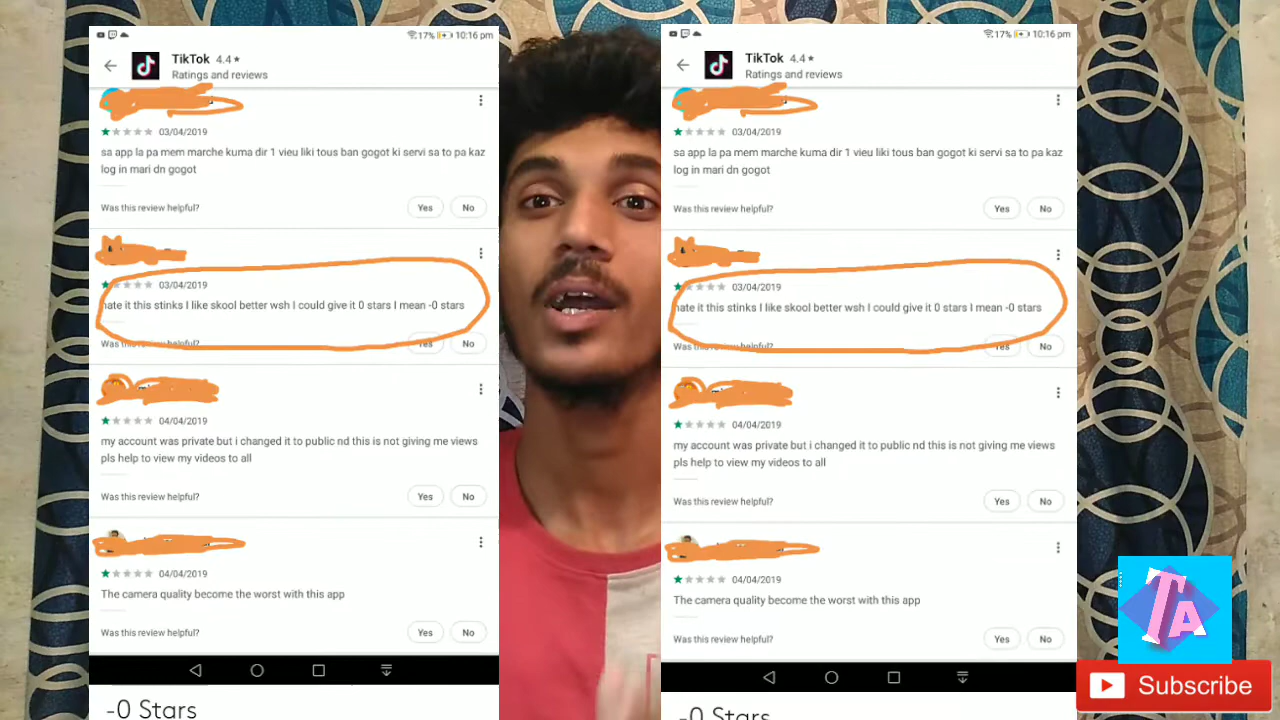 17% 10:16 pm
TikTok 4.4★
Ratings and reviews
03/04/2019
sa app la pa mem marche kuma dir 1 vieu liki tous ban gogot ki servi sa to pa kaz
log in mari dn gogot
Was this review helpful? Yes No
03/04/2019
hate it this stinks I like skool better wsh I could give it 0 stars I mean -0 stars
Was this review helpful? Yes No
04/04/2019
my account was private but i changed it to public nd this is not giving me views
pls help to view my videos to all
Was this review helpful? Yes No
04/04/2019
The camera quality become the worst with this app
Was this review helpful? Yes No
-0 Stars
17% 10:16 pm
TikTok 4.4★
Ratings and reviews
03/04/2019
sa app la pa mem marche kuma dir 1 vieu liki tous ban gogot ki servi sa to pa kaz
log in mari dn gogot
Was this review helpful? Yes No
03/04/2019
hate it this stinks I like skool better wsh I could give it 0 stars I mean -0 stars
Was this review helpful? Yes No
04/04/2019
my account was private but i changed it to public nd this is not giving me views
pls help to view my videos to all
Was this review helpful? Yes No
04/04/2019
The camera quality become the worst with this app
Was this review helpful? Yes No
-0 Stars
TA
Subscribe